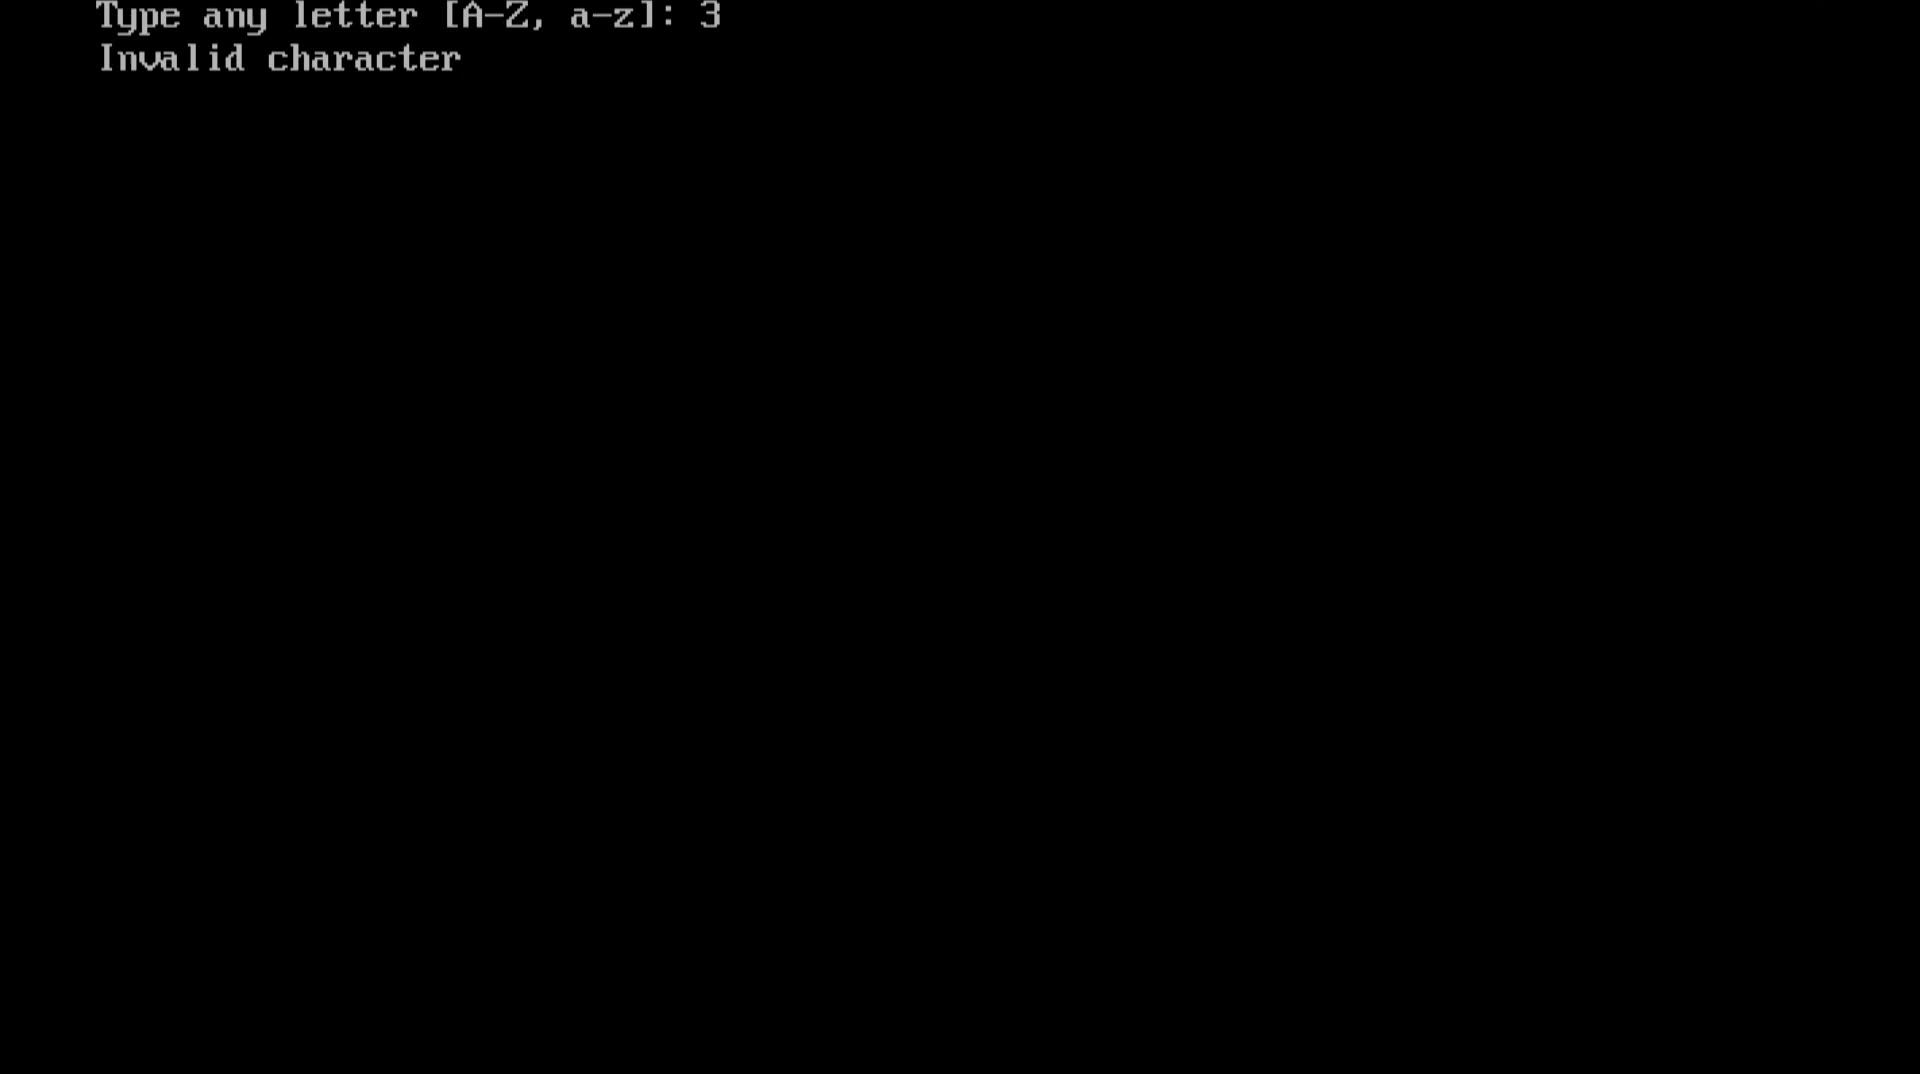 Type any letter [A-Z, a-z]: 3
Invalid character